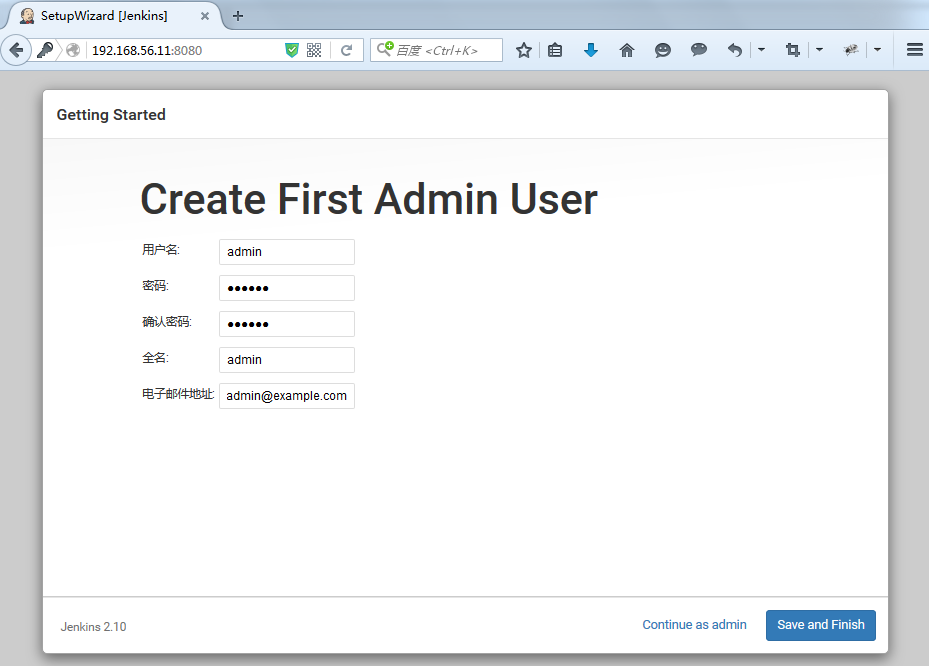 SetupWizard [Jenkins]
192.168.56.11:8080
百度 <Ctrl+K>
Getting Started
Create First Admin User
用户名: admin
密码: ••••••
确认密码: ••••••
全名: admin
电子邮件地址: admin@example.com
Jenkins 2.10
Continue as admin
Save and Finish